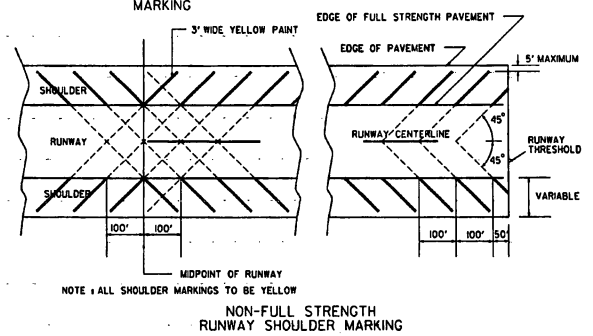 MARKING
EDGE OF FULL STRENGTH PAVEMENT
3' WIDE YELLOW PAINT
EDGE OF PAVEMENT
5' MAXIMUM
SHOULDER
RUNWAY
RUNWAY CENTERLINE
45°
45°
RUNWAY
THRESHOLD
SHOULDER
VARIABLE
100' 100'
100' 100' 50'
MIDPOINT OF RUNWAY
NOTE : ALL SHOULDER MARKINGS TO BE YELLOW
NON-FULL STRENGTH
RUNWAY SHOULDER MARKING